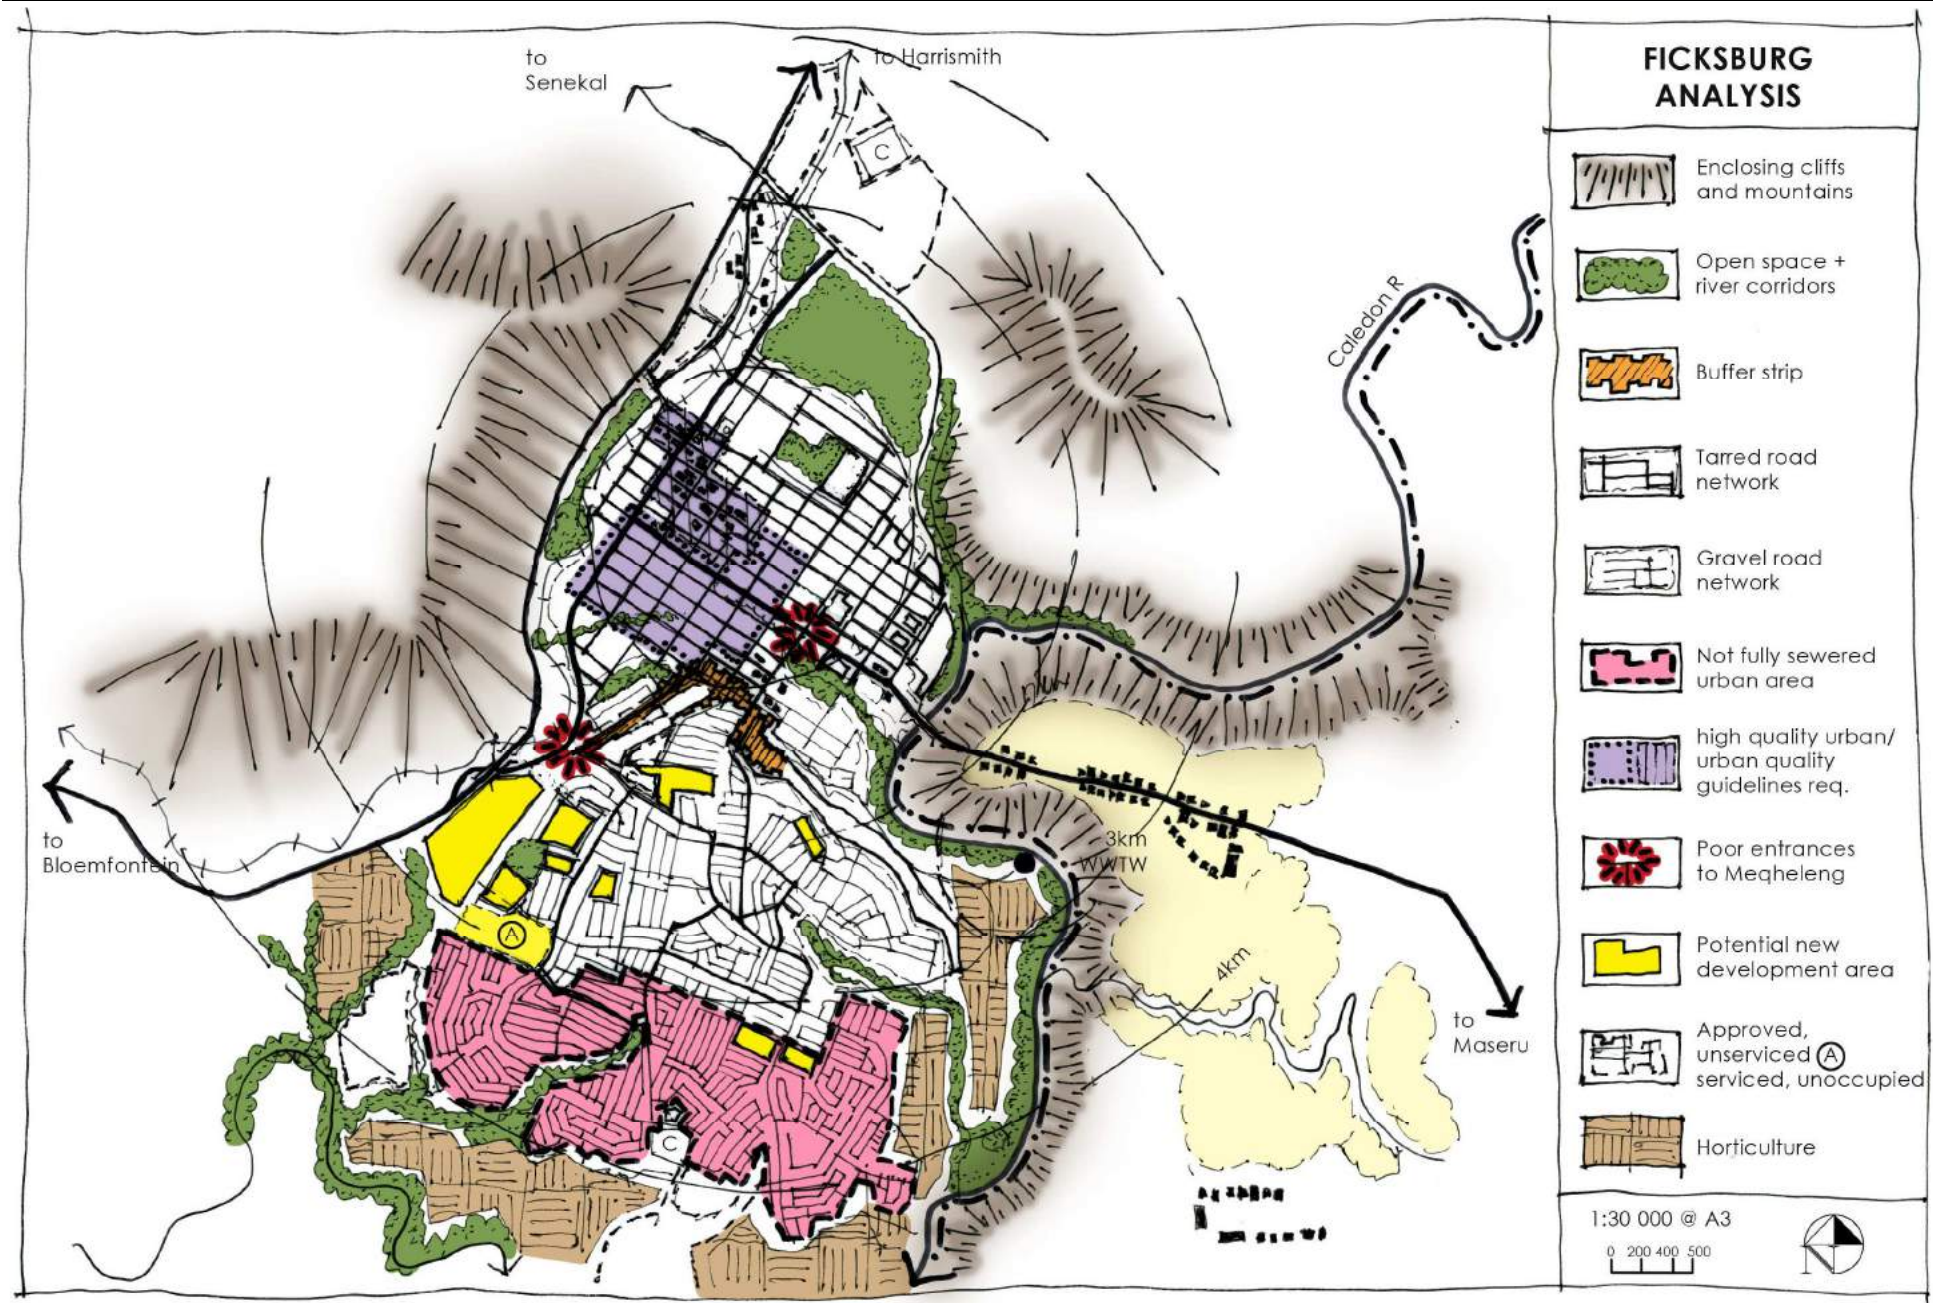 to
Senekal
to Harrismith
C
Caledon R
to
Bloemfontein
3km
WWTW
4km
A
C
to
Maseru
FICKSBURG
ANALYSIS
Enclosing cliffs
and mountains
Open space +
river corridors
Buffer strip
Tarred road
network
Gravel road
network
Not fully sewered
urban area
high quality urban/
urban quality
guidelines req.
Poor entrances
to Meqheleng
Potential new
development area
Approved,
unserviced A
serviced, unoccupied
Horticulture
1:30 000 @ A3
0 200 400 500
N